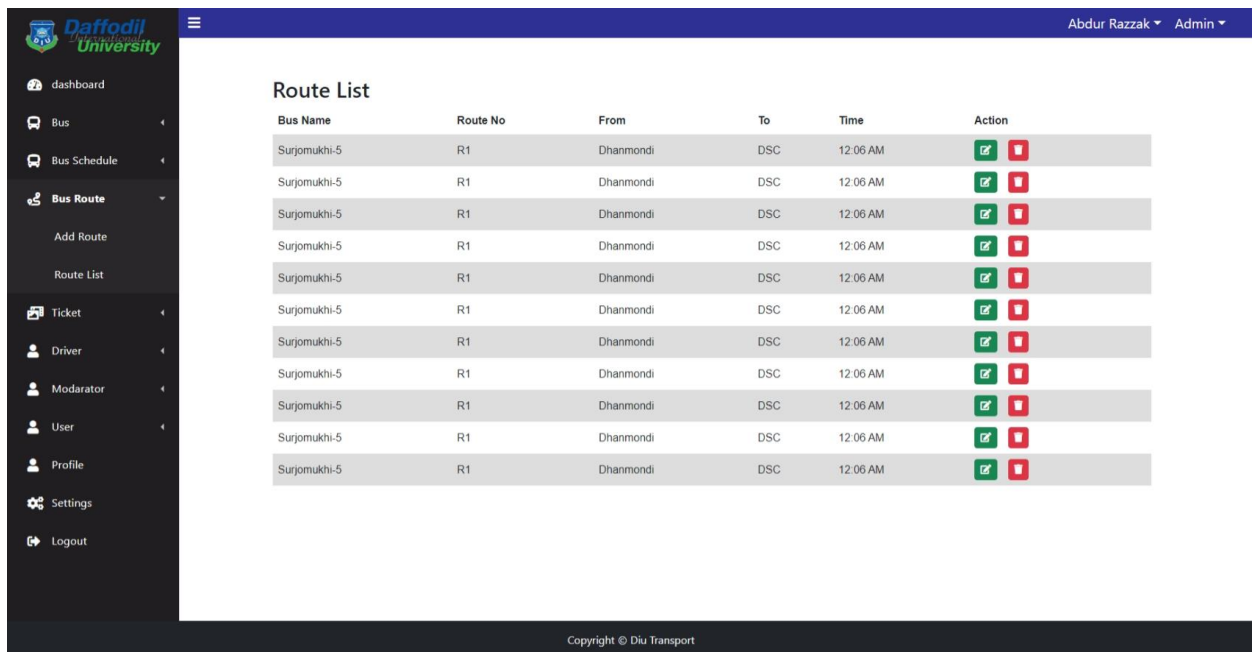 Daffodil
International
University
Abdur Razzak Admin
dashboard
Bus
Bus Schedule
Bus Route
Add Route
Route List
Ticket
Driver
Modarator
User
Profile
Settings
Logout
Route List
Bus Name Route No From To Time Action
Surjomukhi-5 R1 Dhanmondi DSC 12:06 AM
Surjomukhi-5 R1 Dhanmondi DSC 12:06 AM
Surjomukhi-5 R1 Dhanmondi DSC 12:06 AM
Surjomukhi-5 R1 Dhanmondi DSC 12:06 AM
Surjomukhi-5 R1 Dhanmondi DSC 12:06 AM
Surjomukhi-5 R1 Dhanmondi DSC 12:06 AM
Surjomukhi-5 R1 Dhanmondi DSC 12:06 AM
Surjomukhi-5 R1 Dhanmondi DSC 12:06 AM
Surjomukhi-5 R1 Dhanmondi DSC 12:06 AM
Surjomukhi-5 R1 Dhanmondi DSC 12:06 AM
Surjomukhi-5 R1 Dhanmondi DSC 12:06 AM
Copyright © Diu Transport